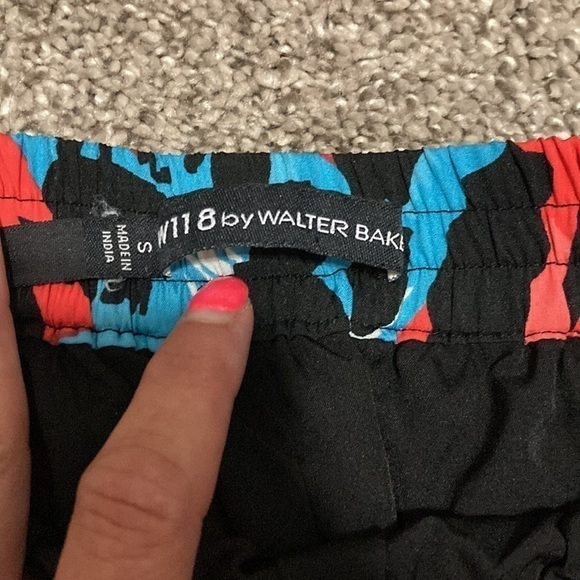 W118 by WALTER BAKE
S
MADE IN
INDIA